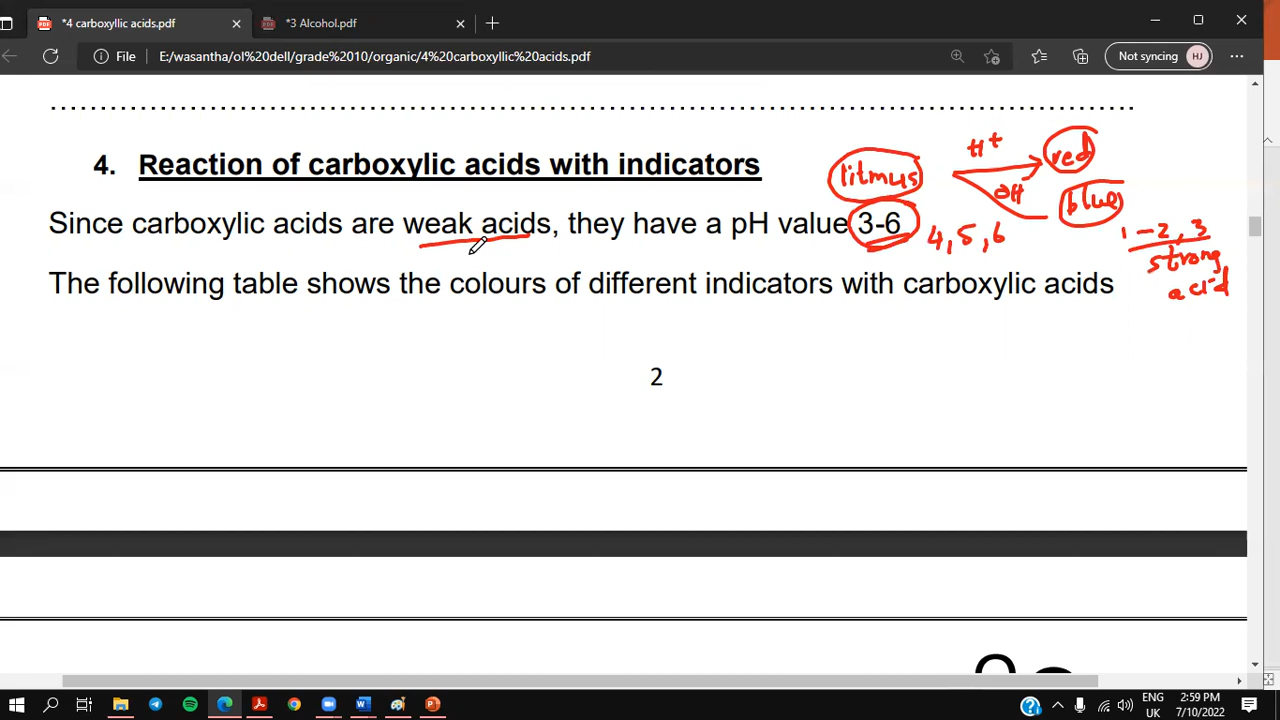 *4 carboxyllic acids.pdf
*3 Alcohol.pdf
File
E:/wasantha/ol%20dell/grade%2010/organic/4%20carboxyllic%20acids.pdf
Not syncing
HJ
4. Reaction of carboxylic acids with indicators
litmus
H+
red
OH
blue
Since carboxylic acids are weak acids, they have a pH value 3-6
4, 5, 6
1-2, 3
strong
acid
The following table shows the colours of different indicators with carboxylic acids
2
ENG
UK
2:59 PM
7/10/2022